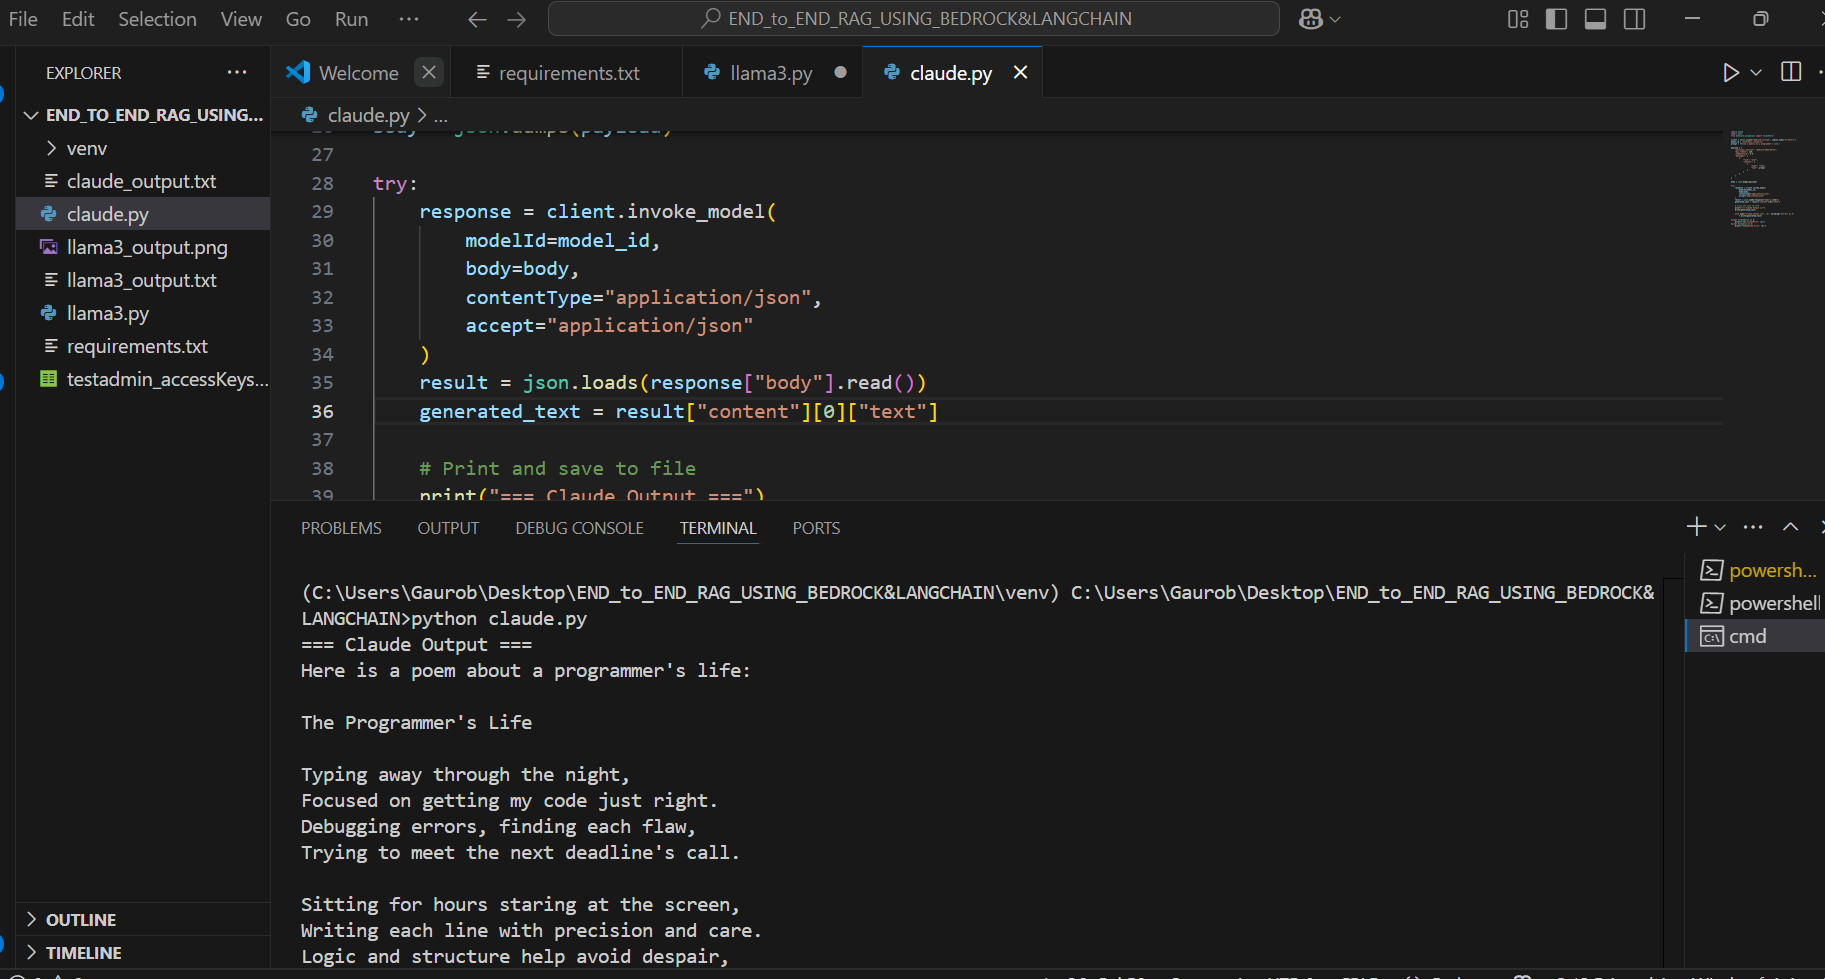 File Edit Selection View Go Run ···
END_to_END_RAG_USING_BEDROCK&LANGCHAIN
EXPLORER ···
END_TO_END_RAG_USING...
venv
claude_output.txt
claude.py
llama3_output.png
llama3_output.txt
llama3.py
requirements.txt
testadmin_accessKeys...
OUTLINE
TIMELINE
Welcome
requirements.txt
llama3.py
claude.py
claude.py > ...
27
28 try:
29 response = client.invoke_model(
30 modelId=model_id,
31 body=body,
32 contentType="application/json",
33 accept="application/json"
34 )
35 result = json.loads(response["body"].read())
36 generated_text = result["content"][0]["text"]
37
38 # Print and save to file
39 print("=== Claude Output ===")
PROBLEMS OUTPUT DEBUG CONSOLE TERMINAL PORTS
(C:\Users\Gaurob\Desktop\END_to_END_RAG_USING_BEDROCK&LANGCHAIN\venv) C:\Users\Gaurob\Desktop\END_to_END_RAG_USING_BEDROCK&
LANGCHAIN>python claude.py
=== Claude Output ===
Here is a poem about a programmer's life:
The Programmer's Life
Typing away through the night,
Focused on getting my code just right.
Debugging errors, finding each flaw,
Trying to meet the next deadline's call.
Sitting for hours staring at the screen,
Writing each line with precision and care.
Logic and structure help avoid despair,
powersh...
powershell
cmd